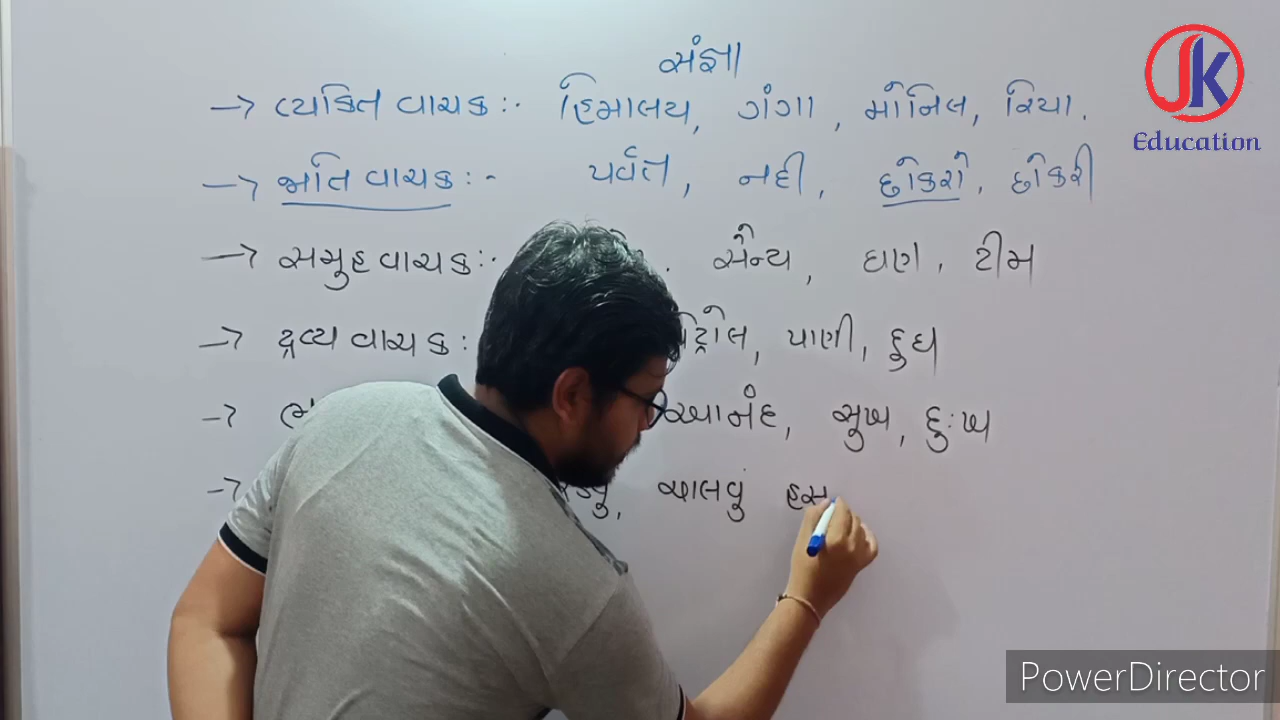 સંજ્ઞા
→ વ્યકિત વાચક :- હિમાલય, ગંગા, મોનિલ, રિયા.
→ જાતિ વાચક :- પર્વત, નદી, છોકરો, છોકરી
→ સમુહ વાચક :- સૈન્ય, ધણ, ટીમ
→ દ્રવ્ય વાચક : પાણી, દુધ
→ આનંદ, સુખ, દુ:ખ
→ ચાલવું હસ
JK
Education
PowerDirector